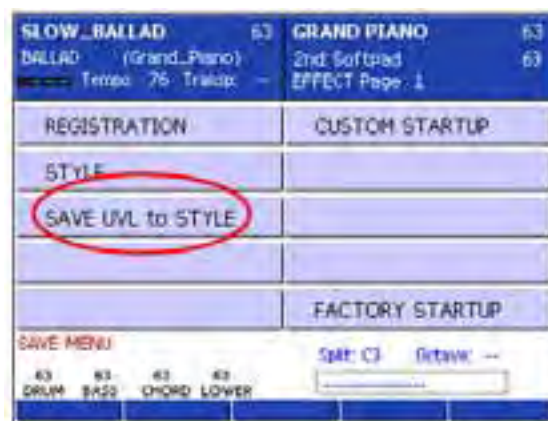 SLOW_BALLAD 63
BALLAD (Grand_Piano)
Tempo: 76 --
GRAND PIANO 63
2nd: Softpad 63
EFFECT Page: 1
REGISTRATION
CUSTOM STARTUP
STYLE
SAVE UVL to STYLE
FACTORY STARTUP
SAVE MENU
Split: C3 Octave: --
63 63 63 63
DRUM BASS CHORD LOWER